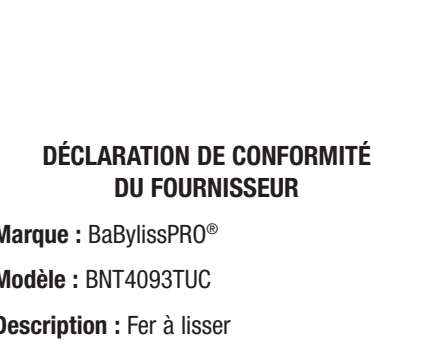 DÉCLARATION DE CONFORMITÉ
DU FOURNISSEUR
Marque : BaBylissPRO®
Modèle : BNT4093TUC
Description : Fer à lisser